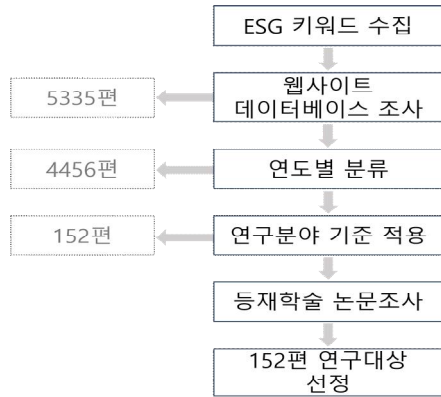 ESG 키워드 수집
5335편
웹사이트
데이터베이스 조사
4456편
연도별 분류
152편
연구분야 기준 적용
등재학술 논문조사
152편 연구대상
선정